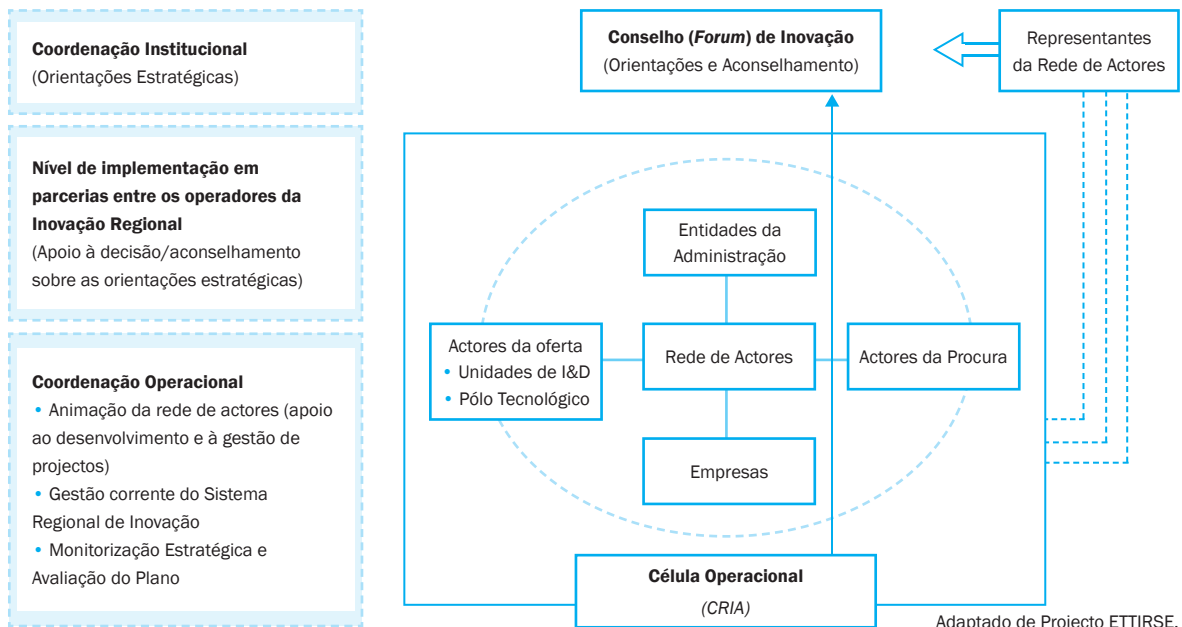 Coordenação Institucional
(Orientações Estratégicas)
Nível de implementação em
parcerias entre os operadores da
Inovação Regional
(Apoio à decisão/aconselhamento
sobre as orientações estratégicas)
Coordenação Operacional
• Animação da rede de actores (apoio
ao desenvolvimento e à gestão de
projectos)
• Gestão corrente do Sistema
Regional de Inovação
• Monitorização Estratégica e
Avaliação do Plano
Conselho (Forum) de Inovação
(Orientações e Aconselhamento)
Representantes
da Rede de Actores
Entidades da
Administração
Actores da oferta
• Unidades de I&D
• Pólo Tecnológico
Rede de Actores
Actores da Procura
Empresas
Célula Operacional
(CRIA)
Adaptado de Projecto ETTIRSE.